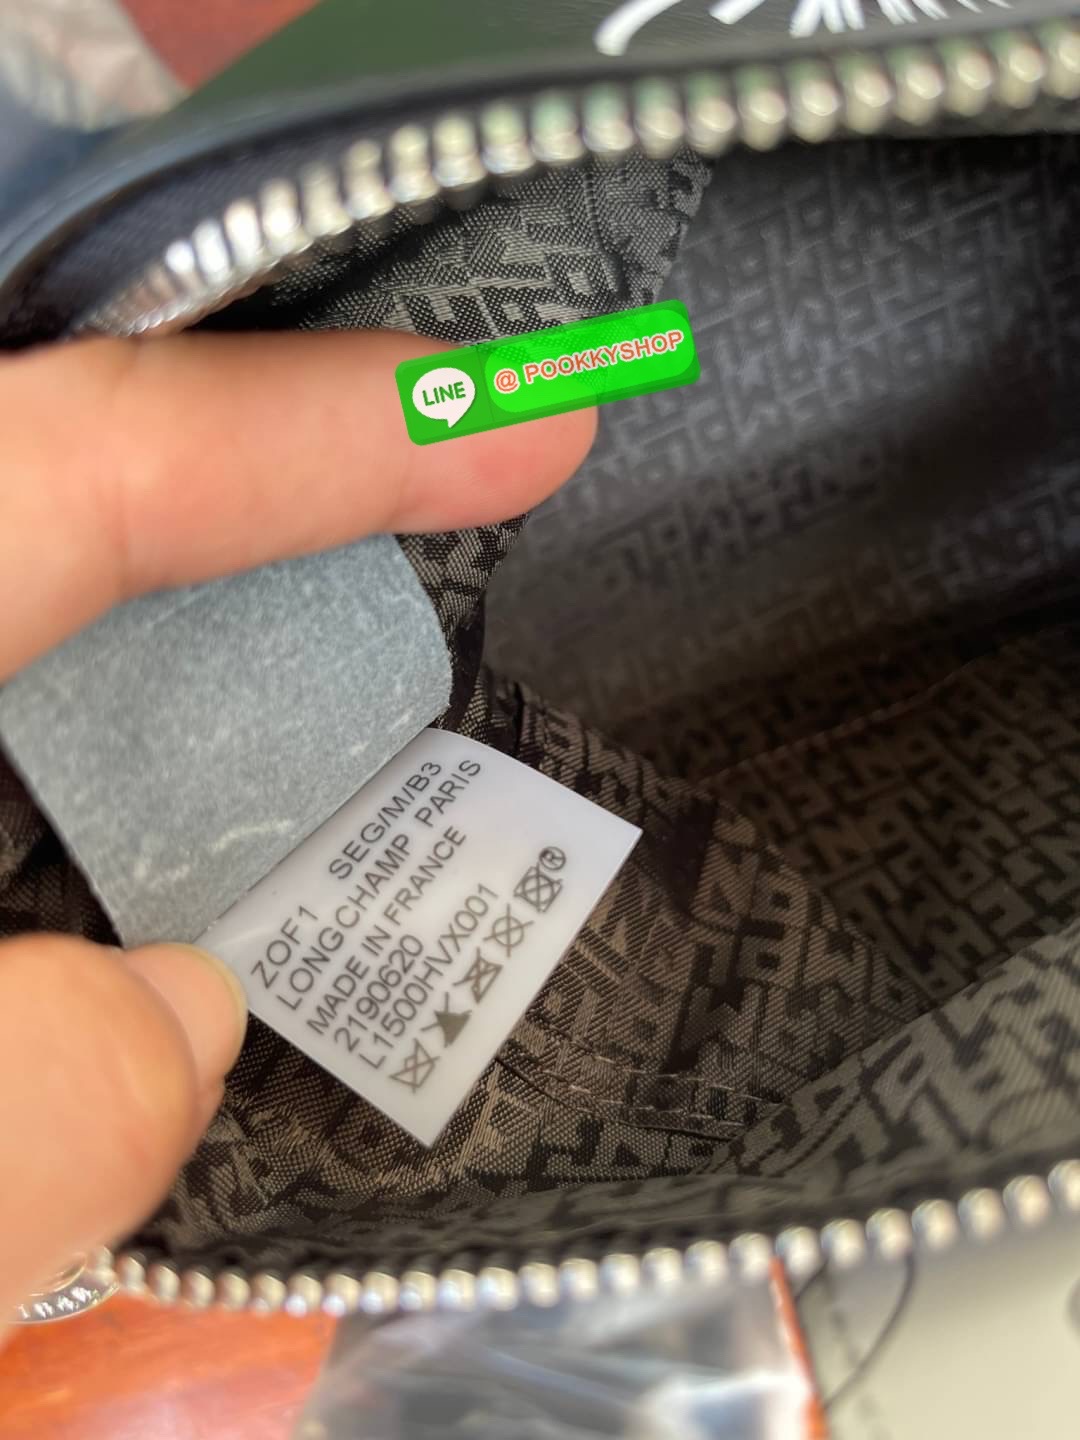 LINE @ POOKKYSHOP
ZOF1 SEG/M/B3
LONGCHAMP PARIS
MADE IN FRANCE
2190620
L1500HVX001